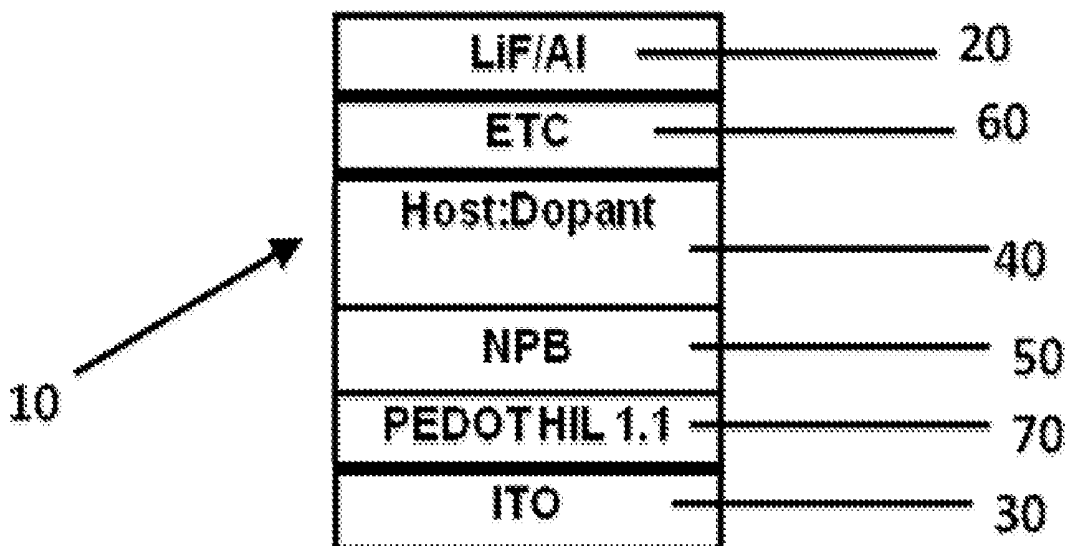 LiF/Al 20
ETC 60
Host:Dopant
40
NPB 50
10
PEDOT HIL 1.1 70
ITO 30